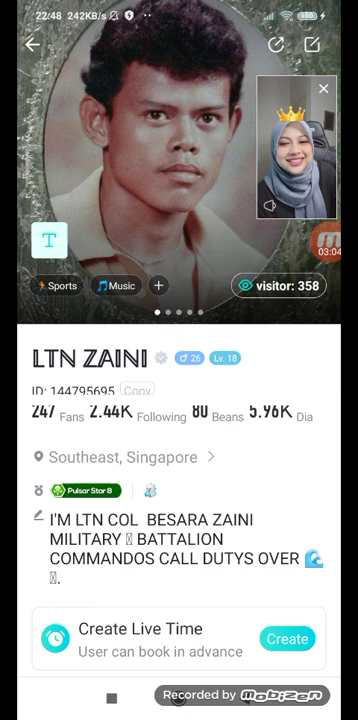 22:48 242KB/s
T
03:04
Sports Music +
visitor: 358
LTN ZAINI 26 Lv. 18
ID: 144795695 Copy
247 Fans 2.44K Following 80 Beans 5.96K Dia
Southeast, Singapore >
Pulsar Star 8
I'M LTN COL BESARA ZAINI
MILITARY BATTALION
COMMANDOS CALL DUTYS OVER
.
Create Live Time
User can book in advance
Create
Recorded by mobizen